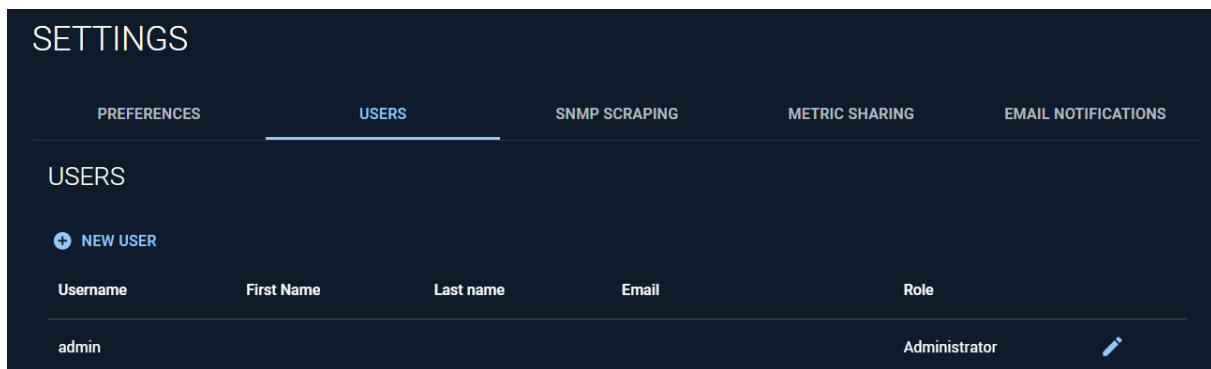 SETTINGS
PREFERENCES USERS SNMP SCRAPING METRIC SHARING EMAIL NOTIFICATIONS
USERS
NEW USER
Username First Name Last name Email Role
admin Administrator